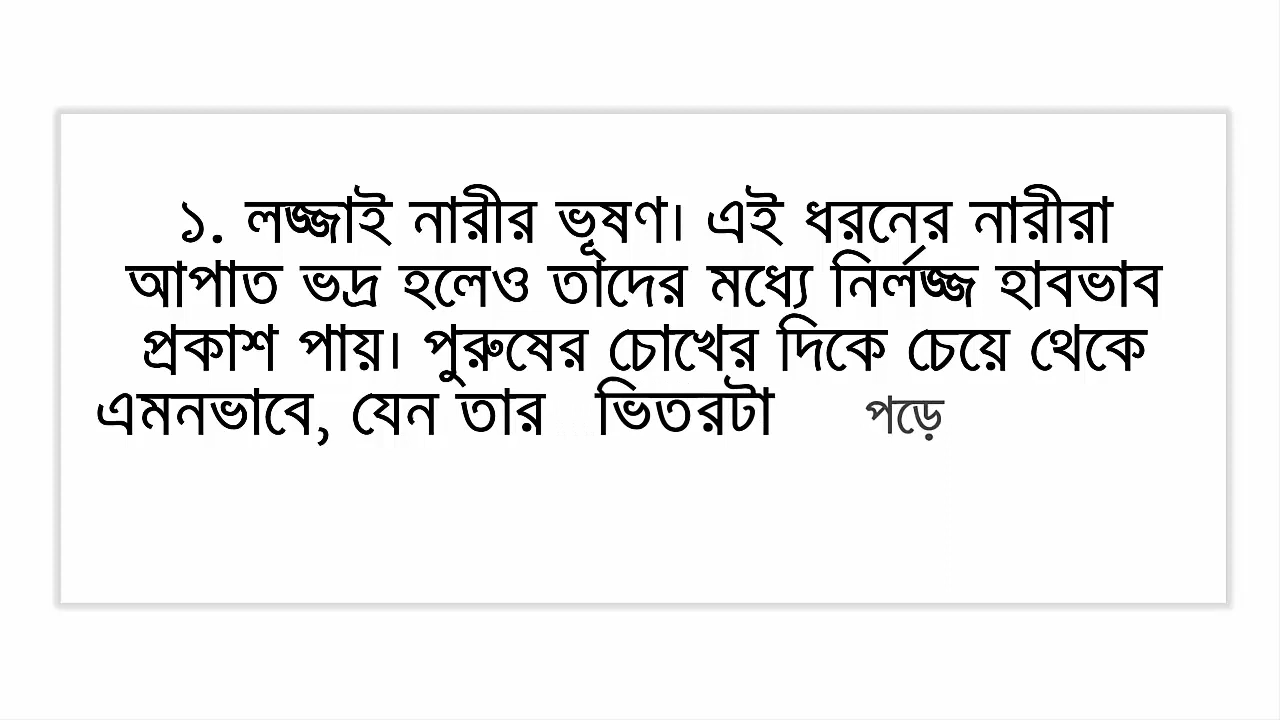 ১. লজ্জাই নারীর ভূষণ। এই ধরনের নারীরা
আপাত ভদ্র হলেও তাদের মধ্যে নির্লজ্জ হাবভাব
প্রকাশ পায়। পুরুষের চোখের দিকে চেয়ে থেকে
এমনভাবে, যেন তার ভিতরটা পড়ে